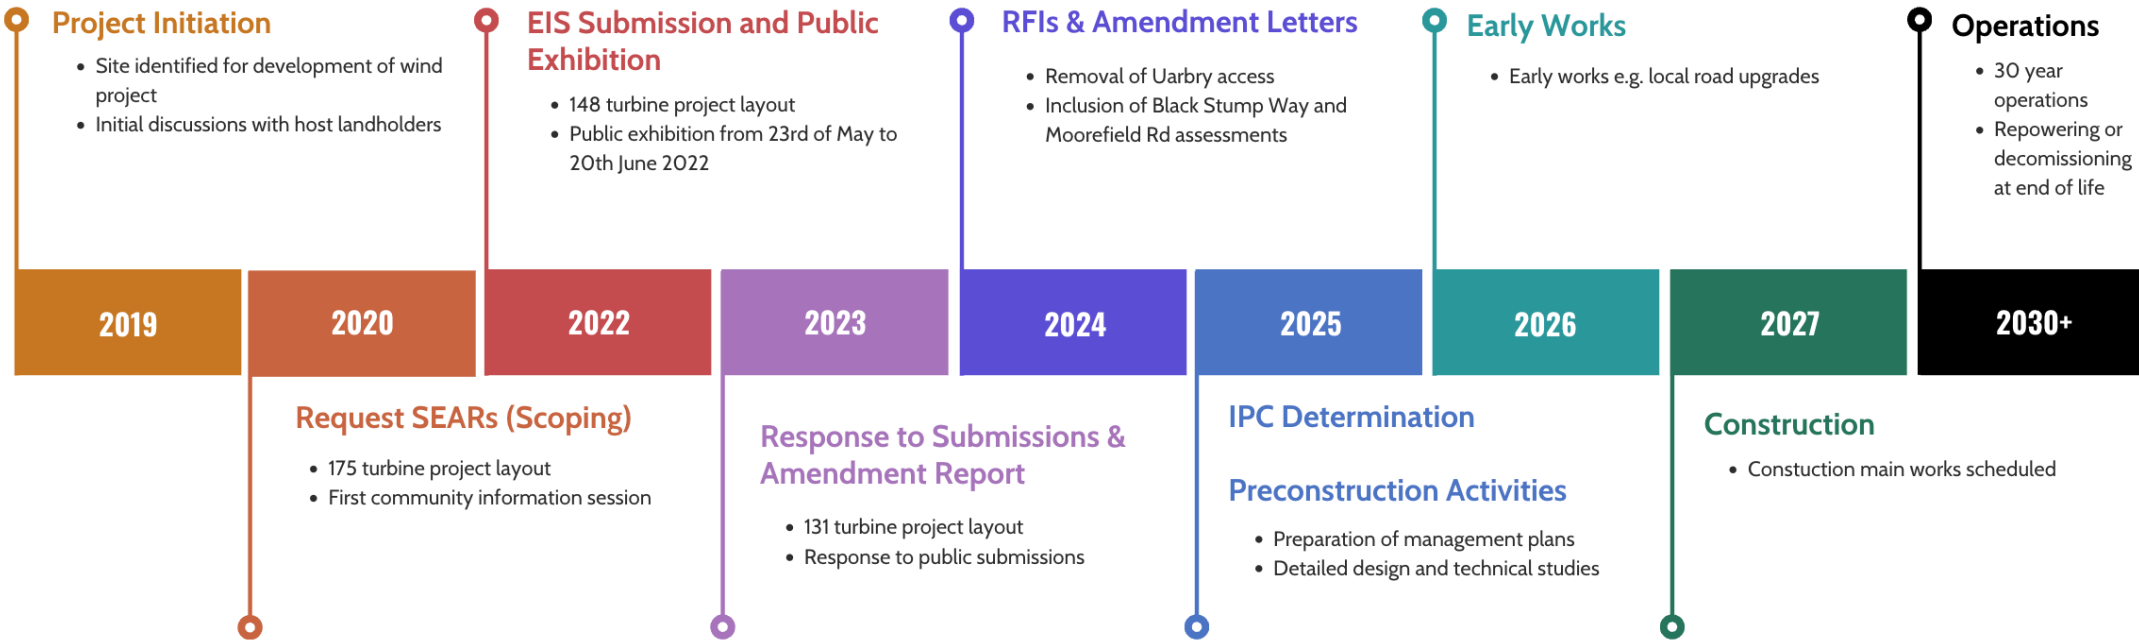 Project Initiation
• Site identified for development of wind
project
• Initial discussions with host landholders
EIS Submission and Public
Exhibition
• 148 turbine project layout
• Public exhibition from 23rd of May to
20th June 2022
RFIs & Amendment Letters
• Removal of Uarbry access
• Inclusion of Black Stump Way and
Moorefield Rd assessments
Early Works
• Early works e.g. local road upgrades
Operations
• 30 year
operations
• Repowering or
decomissioning
at end of life
2019
2020
2022
2023
2024
2025
2026
2027
2030+
Request SEARs (Scoping)
• 175 turbine project layout
• First community information session
Response to Submissions &
Amendment Report
• 131 turbine project layout
• Response to public submissions
IPC Determination
Preconstruction Activities
• Preparation of management plans
• Detailed design and technical studies
Construction
• Constuction main works scheduled